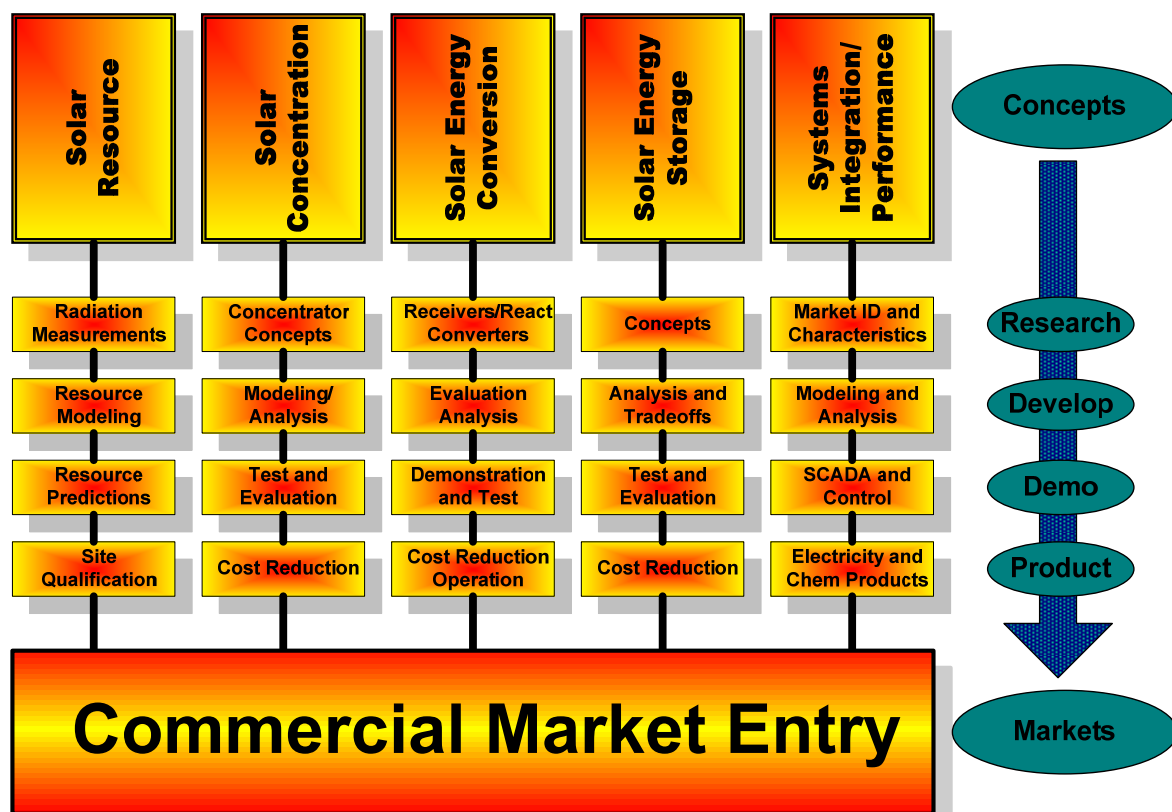 Solar
Resource
Solar
Concentration
Solar Energy
Conversion
Solar Energy
Storage
Systems
Integration/
Performance
Concepts
Radiation
Measurements
Concentrator
Concepts
Receivers/React
Converters
Concepts
Market ID and
Characteristics
Research
Resource
Modeling
Modeling/
Analysis
Evaluation
Analysis
Analysis and
Tradeoffs
Modeling and
Analysis
Develop
Resource
Predictions
Test and
Evaluation
Demonstration
and Test
Test and
Evaluation
SCADA and
Control
Demo
Site
Qualification
Cost Reduction
Cost Reduction
Operation
Cost Reduction
Electricity and
Chem Products
Product
Commercial Market Entry
Markets